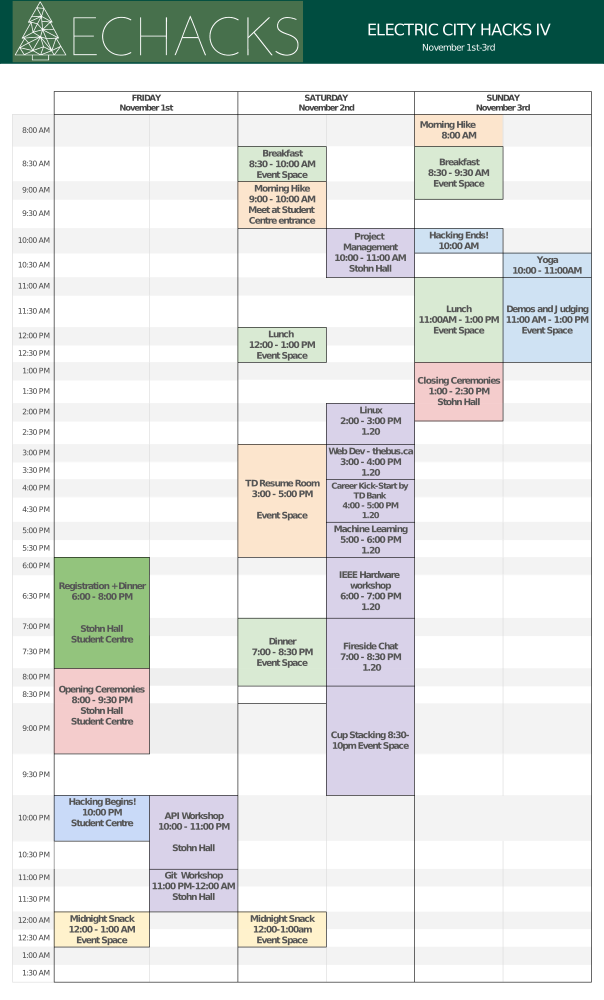 ECHACKS
ELECTRIC CITY HACKS IV
November 1st-3rd
FRIDAY
November 1st
SATURDAY
November 2nd
SUNDAY
November 3rd
8:00 AM
Morning Hike
8:00 AM
8:30 AM
Breakfast
8:30 - 10:00 AM
Event Space
Breakfast
8:30 - 9:30 AM
Event Space
9:00 AM
9:30 AM
Morning Hike
9:00 - 10:00 AM
Meet at Student
Centre entrance
10:00 AM
10:30 AM
Project
Management
10:00 - 11:00 AM
Stohn Hall
Hacking Ends!
10:00 AM
Yoga
10:00 - 11:00AM
11:00 AM
11:30 AM
Lunch
11:00AM - 1:00 PM
Event Space
Demos and Judging
11:00 AM - 1:00 PM
Event Space
12:00 PM
12:30 PM
Lunch
12:00 - 1:00 PM
Event Space
1:00 PM
1:30 PM
Closing Ceremonies
1:00 - 2:30 PM
Stohn Hall
2:00 PM
2:30 PM
Linux
2:00 - 3:00 PM
1.20
3:00 PM
3:30 PM
Web Dev - thebus.ca
3:00 - 4:00 PM
1.20
TD Resume Room
3:00 - 5:00 PM
Event Space
4:00 PM
4:30 PM
Career Kick-Start by
TD Bank
4:00 - 5:00 PM
1.20
5:00 PM
5:30 PM
Machine Learning
5:00 - 6:00 PM
1.20
6:00 PM
6:30 PM
Registration + Dinner
6:00 - 8:00 PM
Stohn Hall
Student Centre
IEEE Hardware
workshop
6:00 - 7:00 PM
1.20
7:00 PM
7:30 PM
Dinner
7:00 - 8:30 PM
Event Space
Fireside Chat
7:00 - 8:30 PM
1.20
8:00 PM
8:30 PM
9:00 PM
Opening Ceremonies
8:00 - 9:30 PM
Stohn Hall
Student Centre
Cup Stacking 8:30-
10pm Event Space
9:30 PM
10:00 PM
Hacking Begins!
10:00 PM
Student Centre
API Workshop
10:00 - 11:00 PM
Stohn Hall
10:30 PM
11:00 PM
11:30 PM
Git Workshop
11:00 PM-12:00 AM
Stohn Hall
12:00 AM
12:30 AM
Midnight Snack
12:00 - 1:00 AM
Event Space
Midnight Snack
12:00-1:00am
Event Space
1:00 AM
1:30 AM